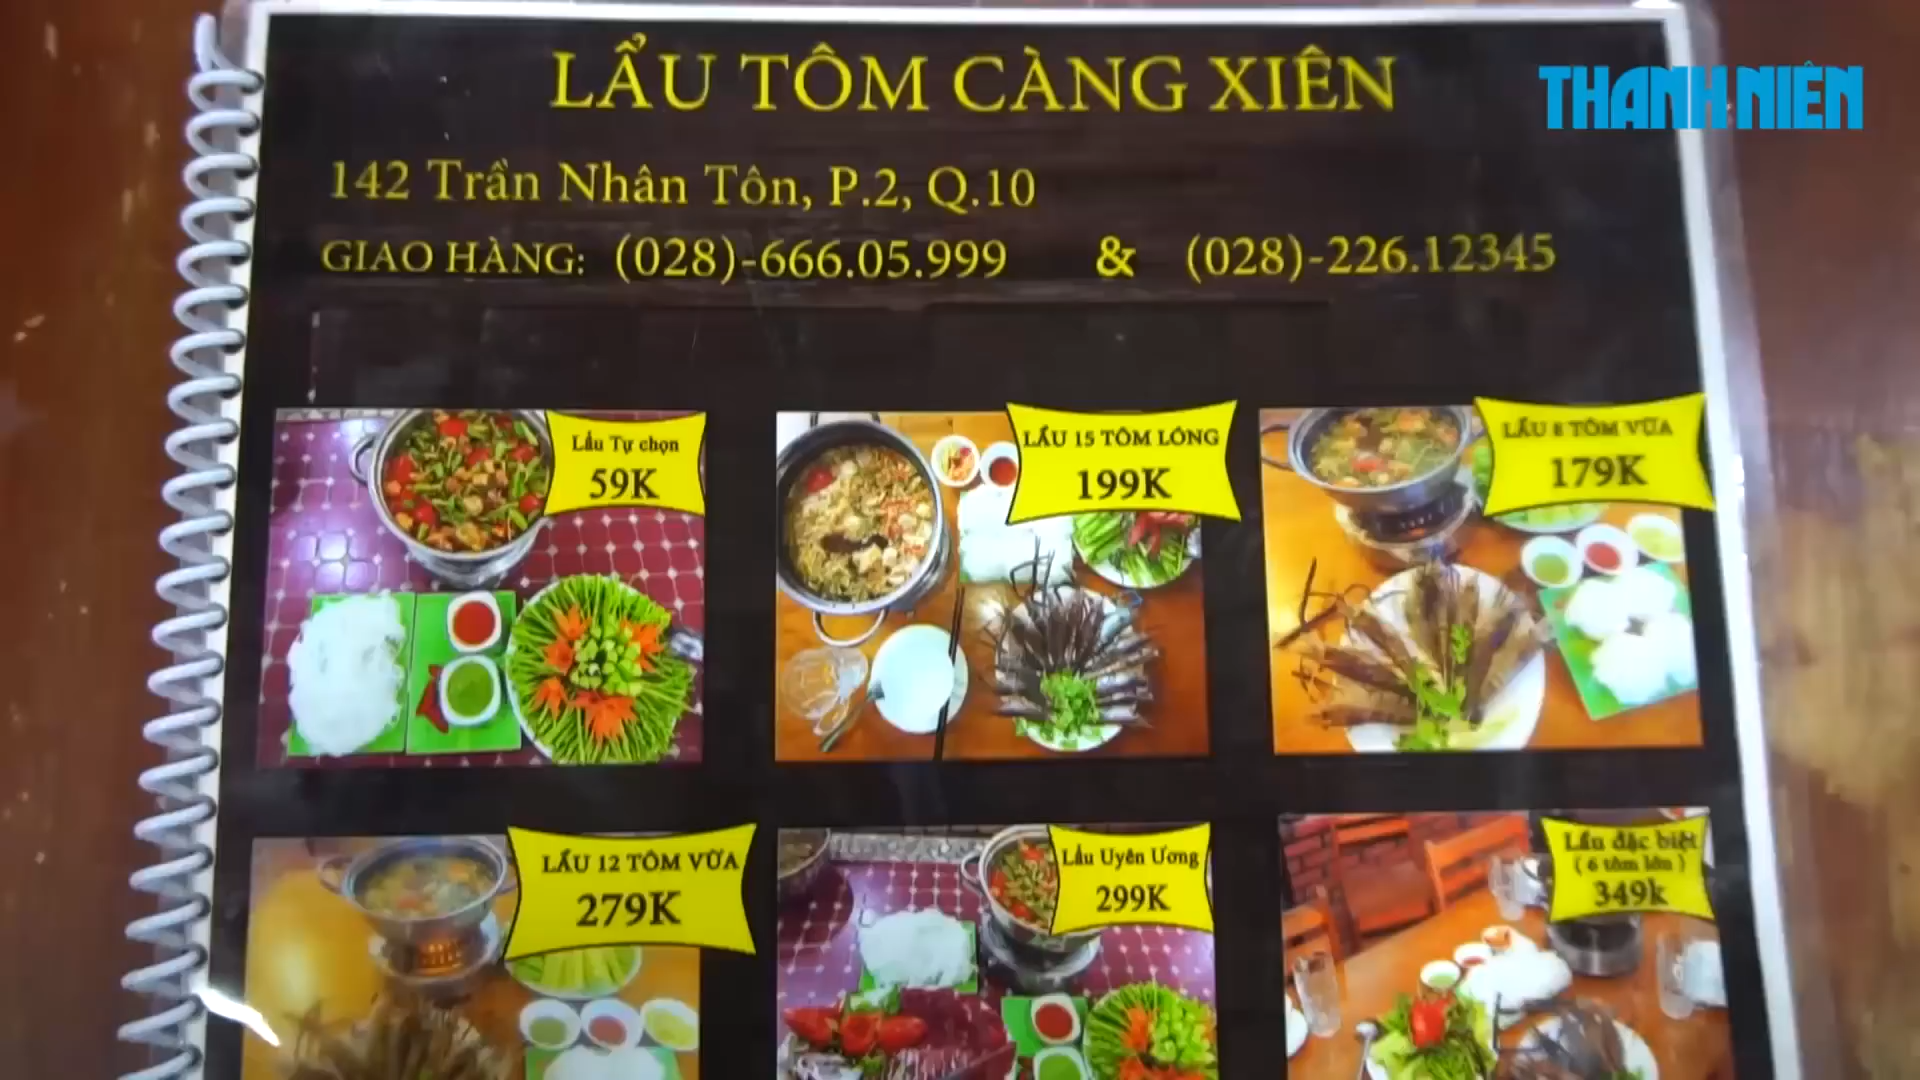 LẨU TÔM CÀNG XIÊN
THANH NIÊN
142 Trần Nhân Tôn, P.2, Q.10
GIAO HÀNG: (028)-666.05.999 & (028)-226.12345
Lẩu Tự chọn
59K
LẨU 15 TÔM LÓNG
199K
LẨU 8 TÔM VỪA
179K
LẨU 12 TÔM VỪA
279K
Lẩu Uyên Ương
299K
Lẩu đặc biệt
( 6 tôm lớn )
349k